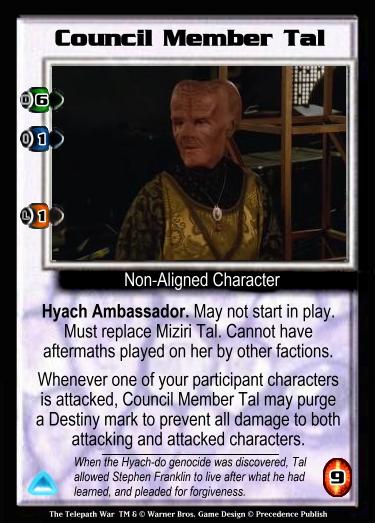 Council Member Tal
D 6
I 1
L 1
Non-Aligned Character
Hyach Ambassador. May not start in play.
Must replace Miziri Tal. Cannot have
aftermaths played on her by other factions.
Whenever one of your participant characters
is attacked, Council Member Tal may purge
a Destiny mark to prevent all damage to both
attacking and attacked characters.
When the Hyach-do genocide was discovered, Tal
allowed Stephen Franklin to live after what he had
learned, and pleaded for forgiveness.
9
The Telepath War TM & © Warner Bros. Game Design © Precedence Publish